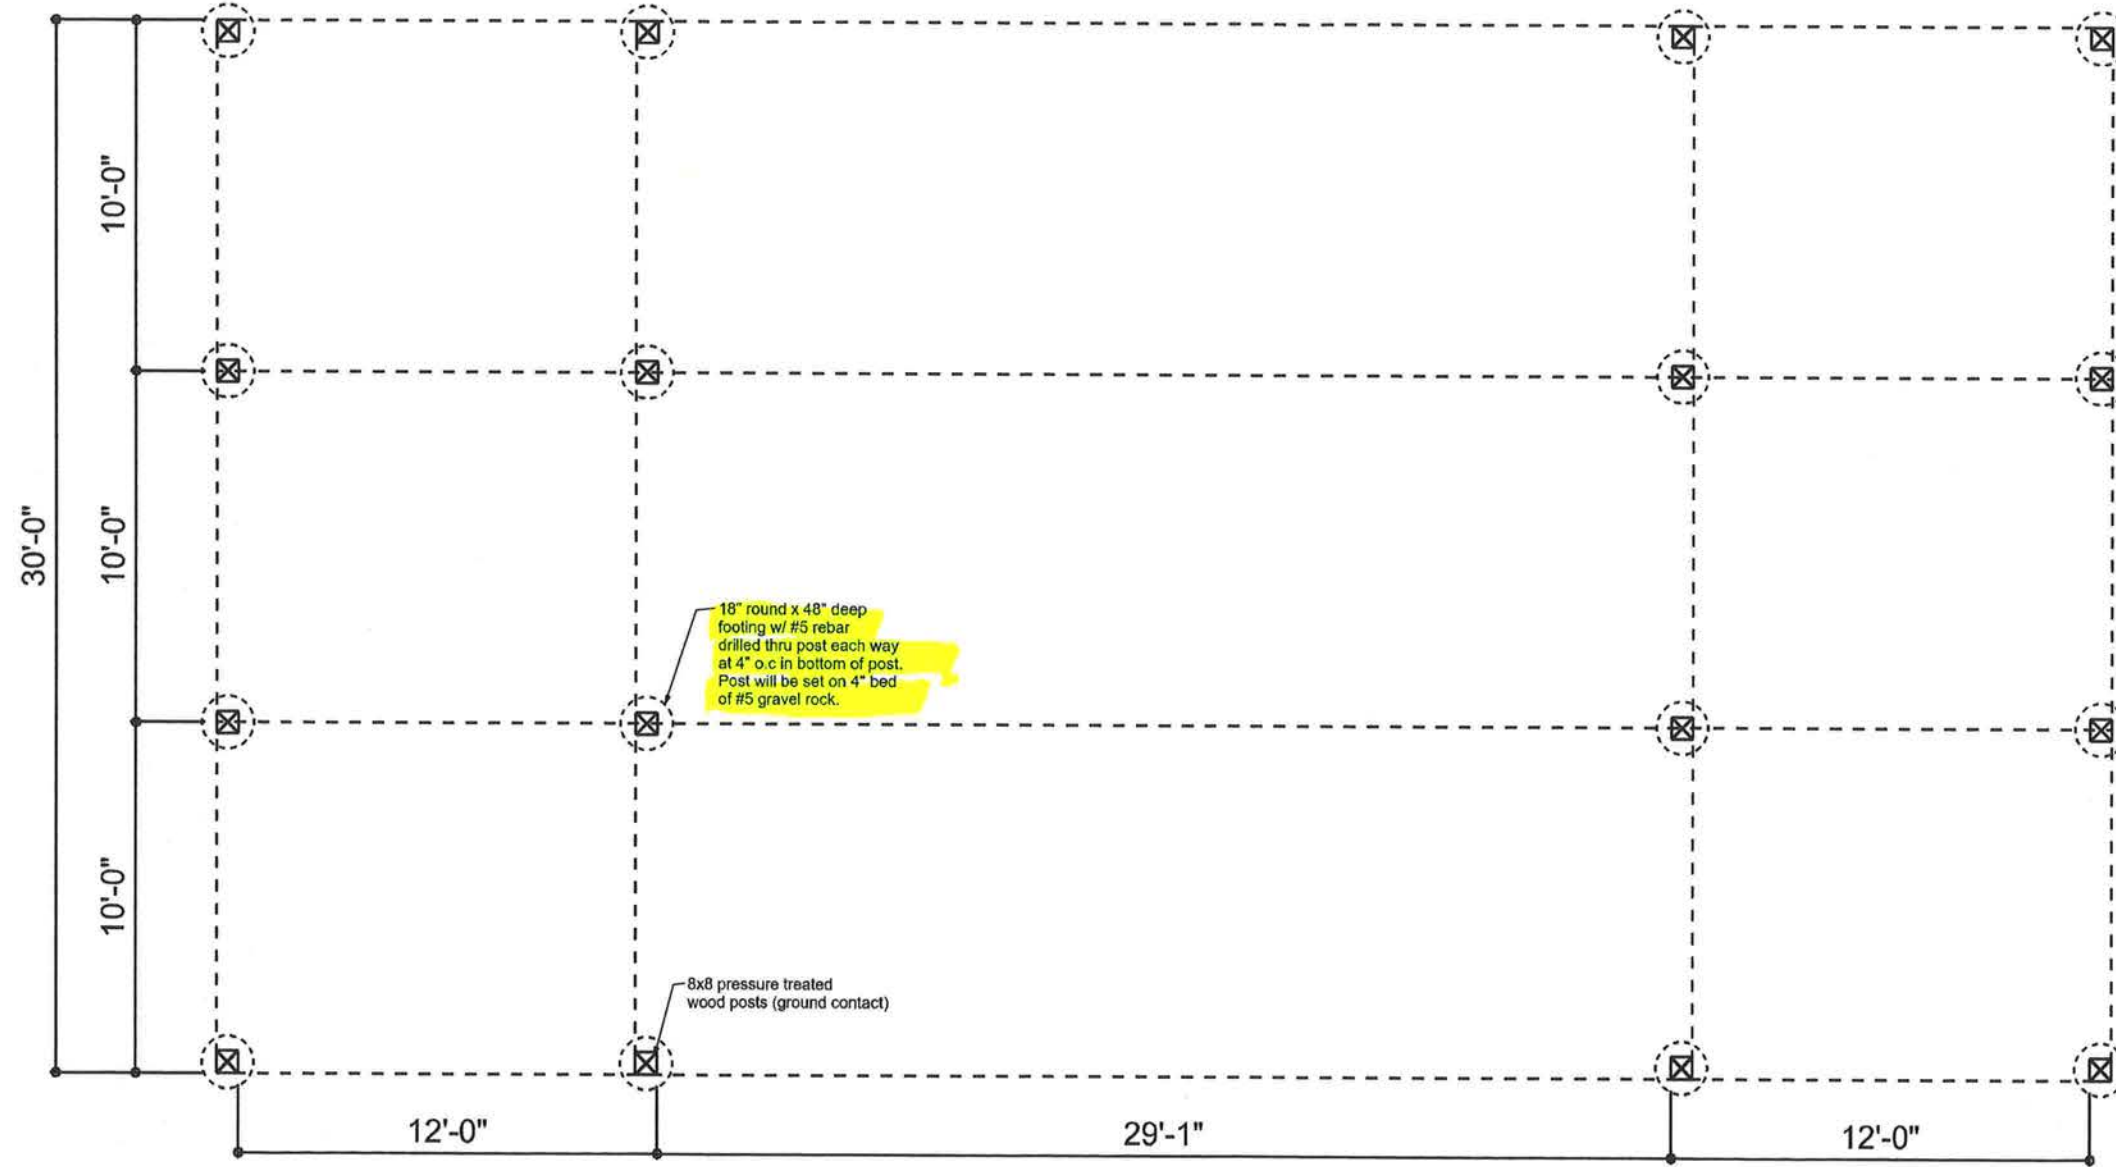 10'-0"
30'-0"
10'-0"
18" round x 48" deep
footing w/ #5 rebar
drilled thru post each way
at 4" o.c in bottom of post.
Post will be set on 4" bed
of #5 gravel rock.
10'-0"
8x8 pressure treated
wood posts (ground contact)
12'-0"
29'-1"
12'-0"